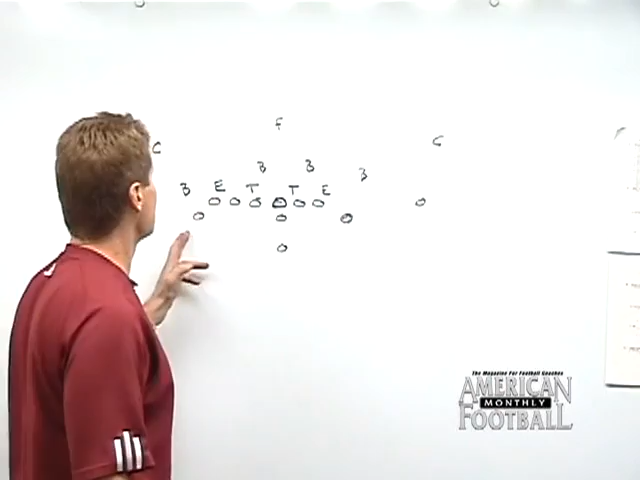 F
C
C
B
B
B
B
E
T
T
E
The Magazine For Football Coaches
AMERICAN
MONTHLY
FOOTBALL